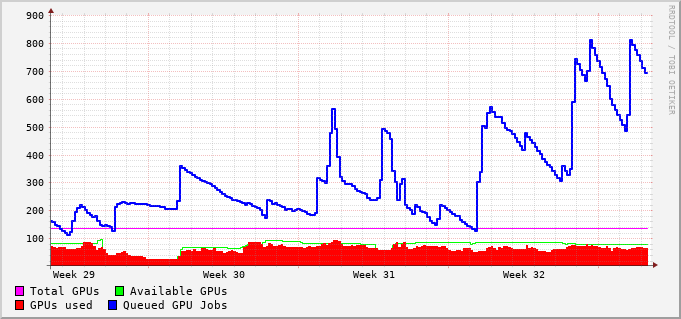 900
800
700
600
500
400
300
200
100
Week 29 Week 30 Week 31 Week 32
Total GPUs Available GPUs
GPUs used Queued GPU Jobs
RRDTOOL / TOBI OETIKER